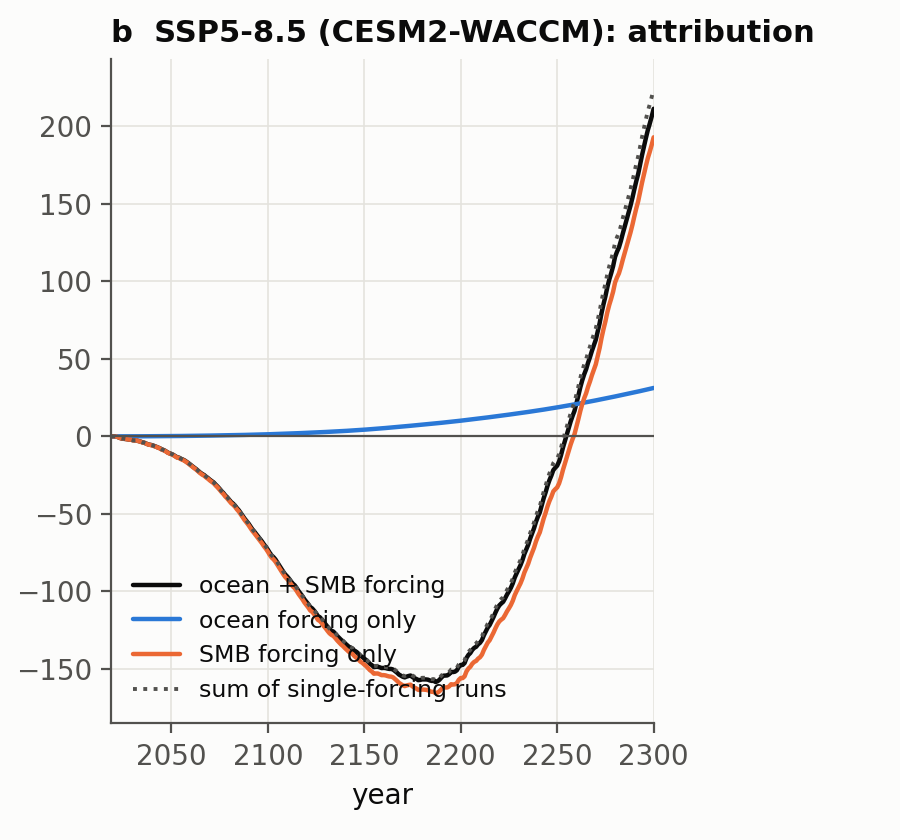 b SSP5-8.5 (CESM2-WACCM): attribution
200
150
100
50
0
−50
−100
−150
ocean + SMB forcing
ocean forcing only
SMB forcing only
sum of single-forcing runs
2050 2100 2150 2200 2250 2300
year